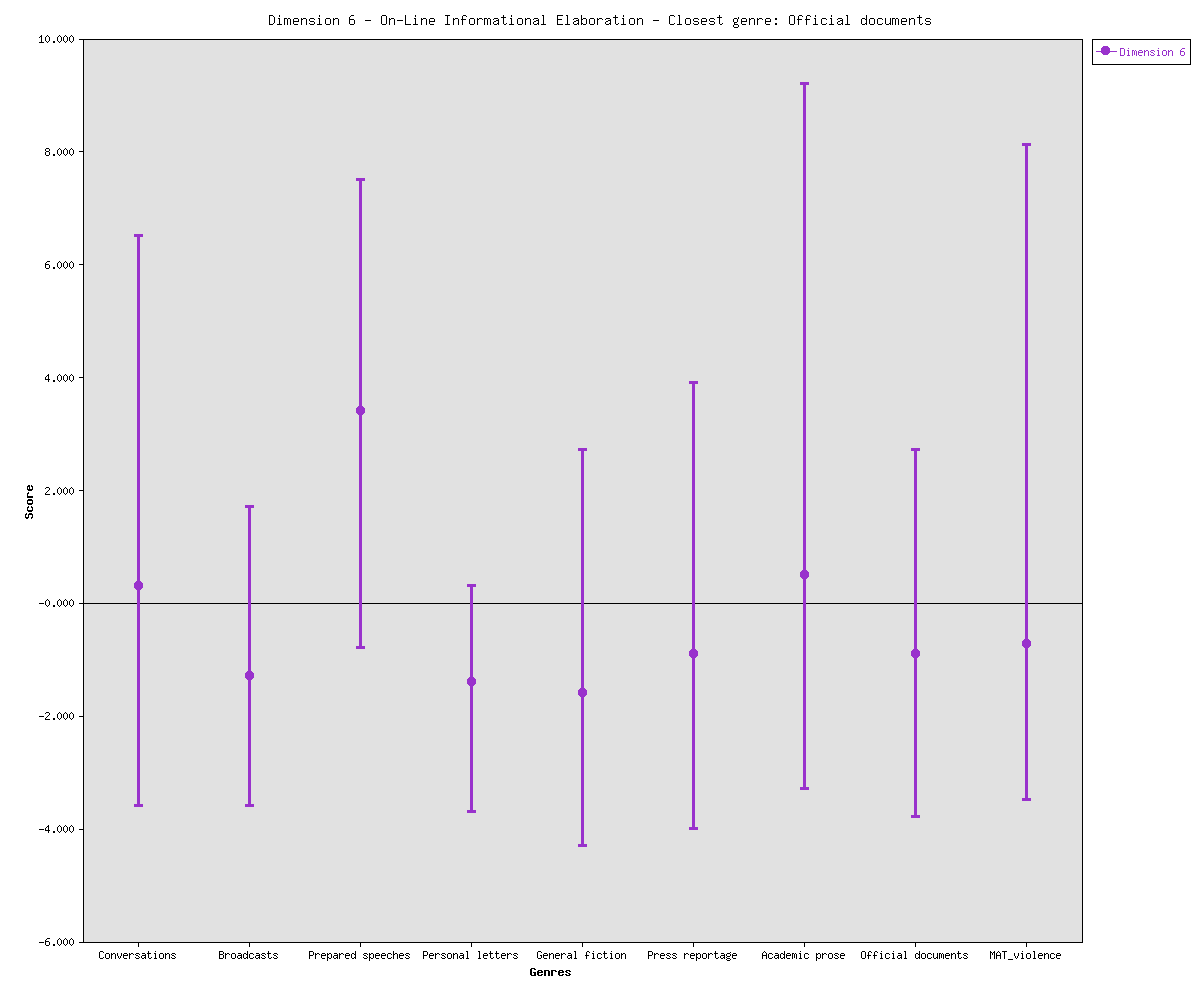 Dimension 6 - On-Line Informational Elaboration - Closest genre: Official documents
10.000
8.000
6.000
4.000
2.000
-0.000
-2.000
-4.000
-6.000
Score
Conversations Broadcasts Prepared speeches Personal letters General fiction Press reportage Academic prose Official documents MAT_violence
Genres
Dimension 6